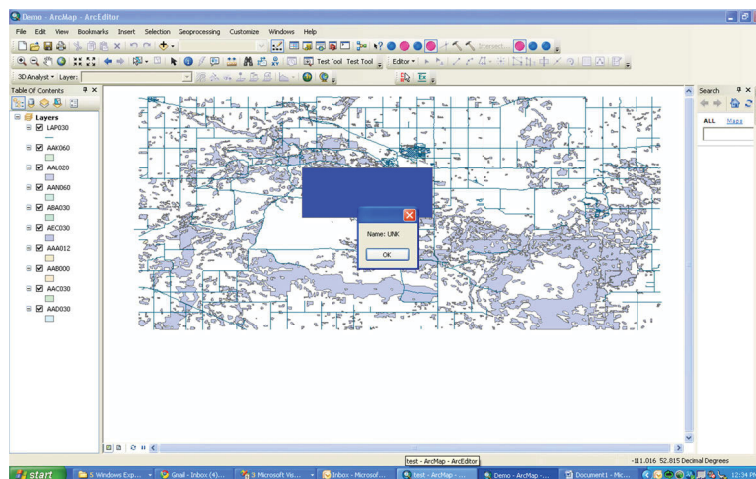 Demo - ArcMap - ArcEditor
File Edit View Bookmarks Insert Selection Geoprocessing Customize Windows Help
Test Tool Editor
3D Analyst Layer:
Table Of Contents
Search
Layers
ALL Maps
LAP030
AAK060
AAL020
AAN060
ABA030
AEC030
AAA012
AAB000
AAC030
AAD030
Name: UNK
OK
test - ArcMap - ArcEditor
-111.016 52.815 Decimal Degrees
start
5 Windows Exp...
Gmail - Inbox (4)...
3 Microsoft Vis...
Inbox - Microsof...
test - ArcMap - ...
Demo - ArcMap -...
Document1 - Mic...
12:34 PM